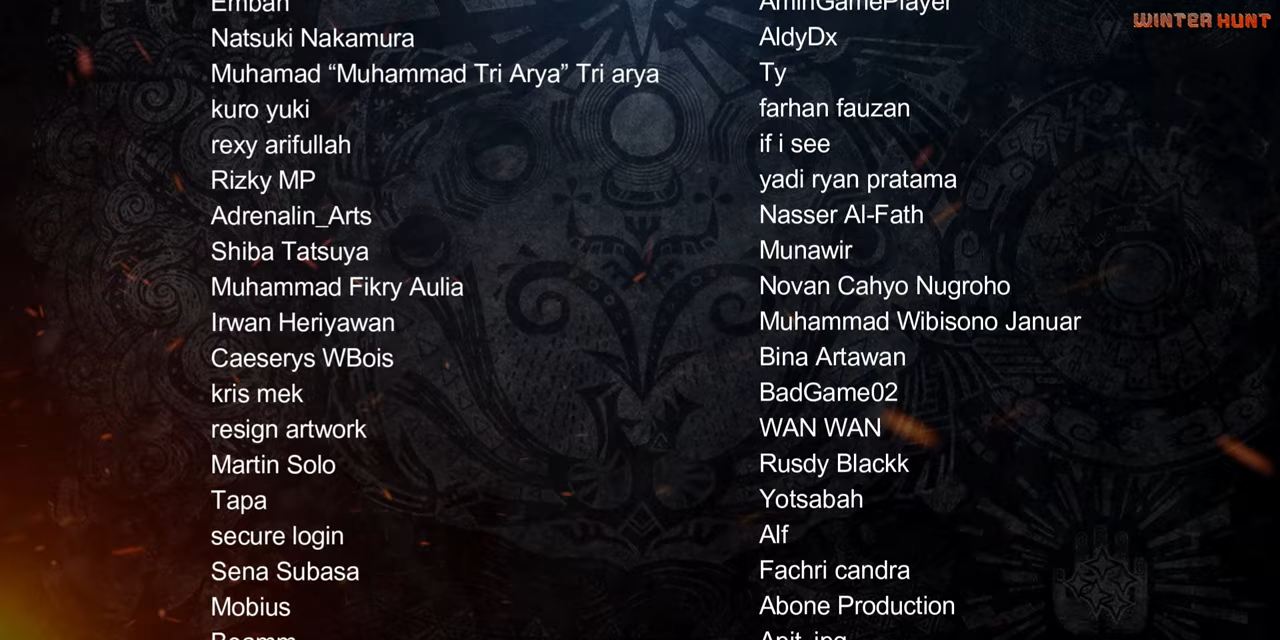 Emban
AminGamePlayer
WINTER HUNT
Natsuki Nakamura
AldyDx
Muhamad “Muhammad Tri Arya” Tri arya
Ty
kuro yuki
farhan fauzan
rexy arifullah
if i see
Rizky MP
yadi ryan pratama
Adrenalin_Arts
Nasser Al-Fath
Shiba Tatsuya
Munawir
Muhammad Fikry Aulia
Novan Cahyo Nugroho
Irwan Heriyawan
Muhammad Wibisono Januar
Caeserys WBois
Bina Artawan
kris mek
BadGame02
resign artwork
WAN WAN
Martin Solo
Rusdy Blackk
Tapa
Yotsabah
secure login
Alf
Sena Subasa
Fachri candra
Mobius
Abone Production